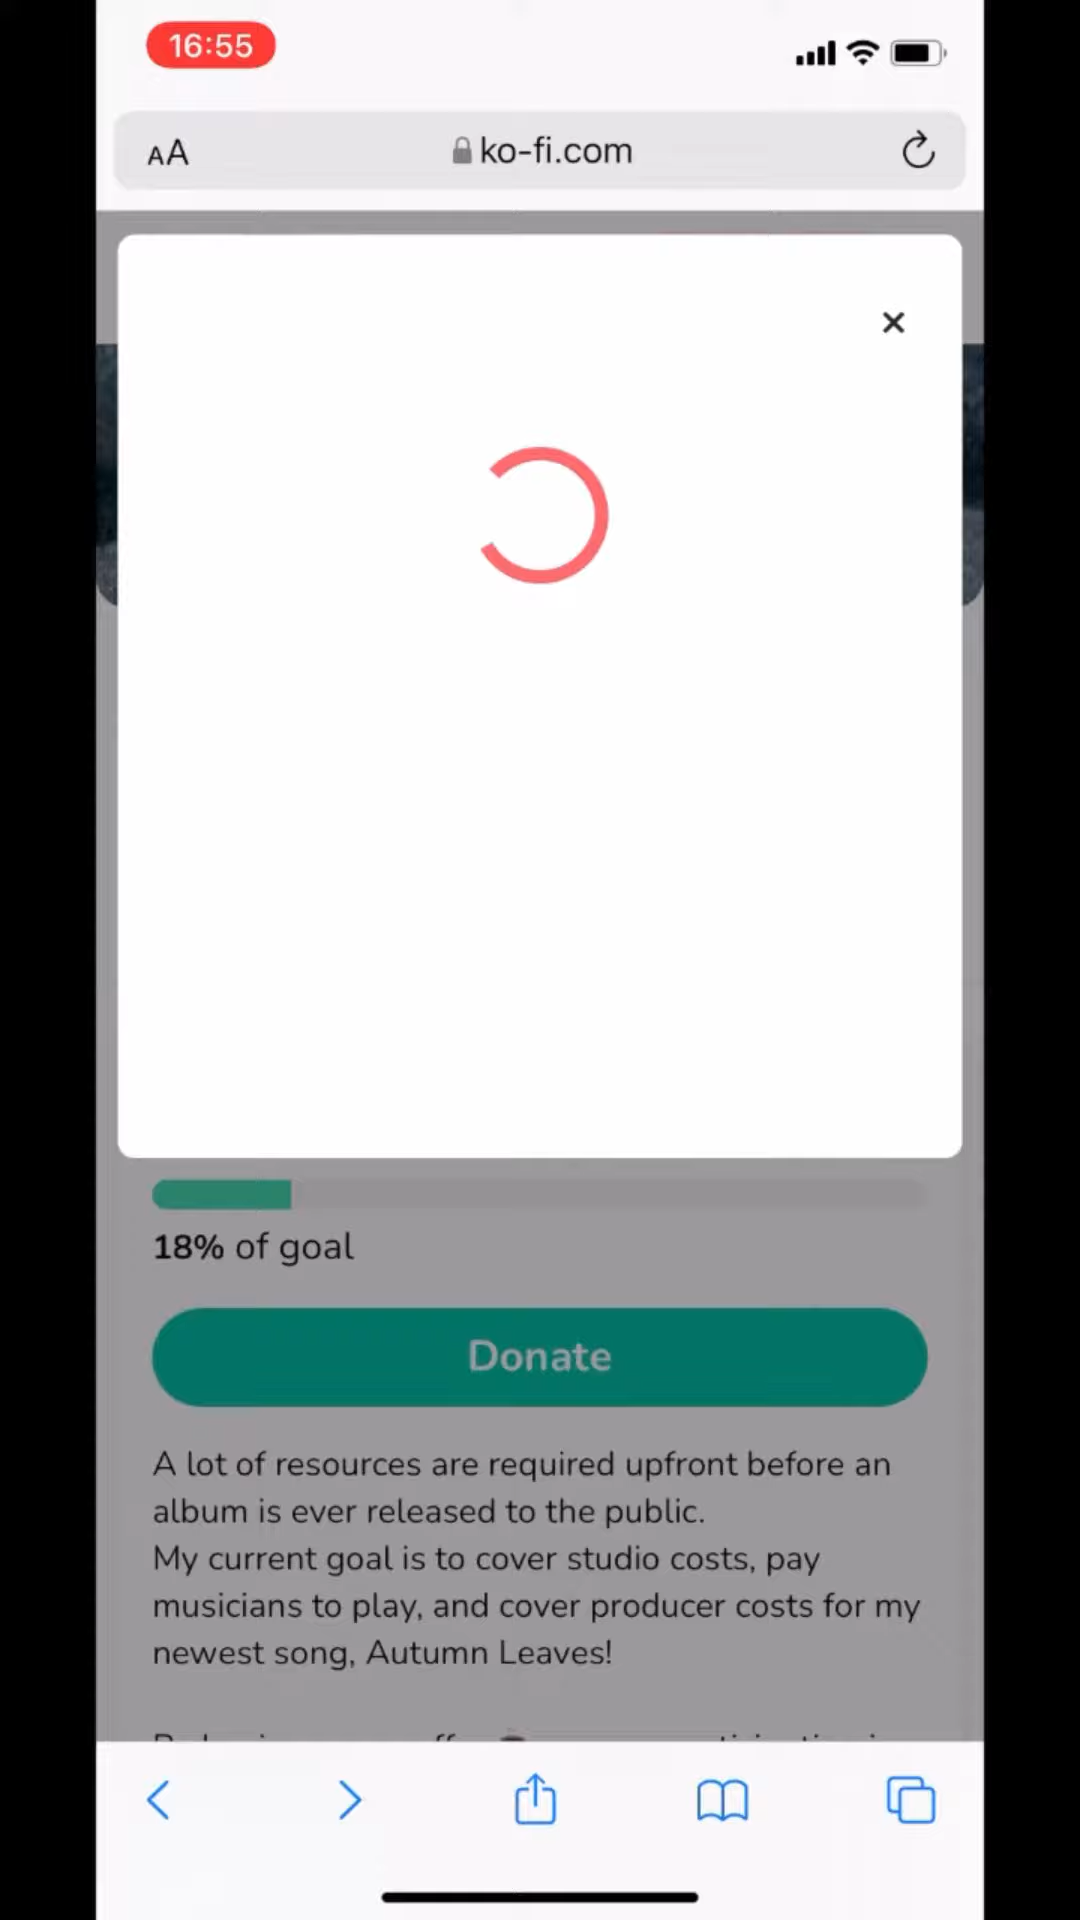 16:55
AA
ko-fi.com
18% of goal
Donate
A lot of resources are required upfront before an
album is ever released to the public.
My current goal is to cover studio costs, pay
musicians to play, and cover producer costs for my
newest song, Autumn Leaves!